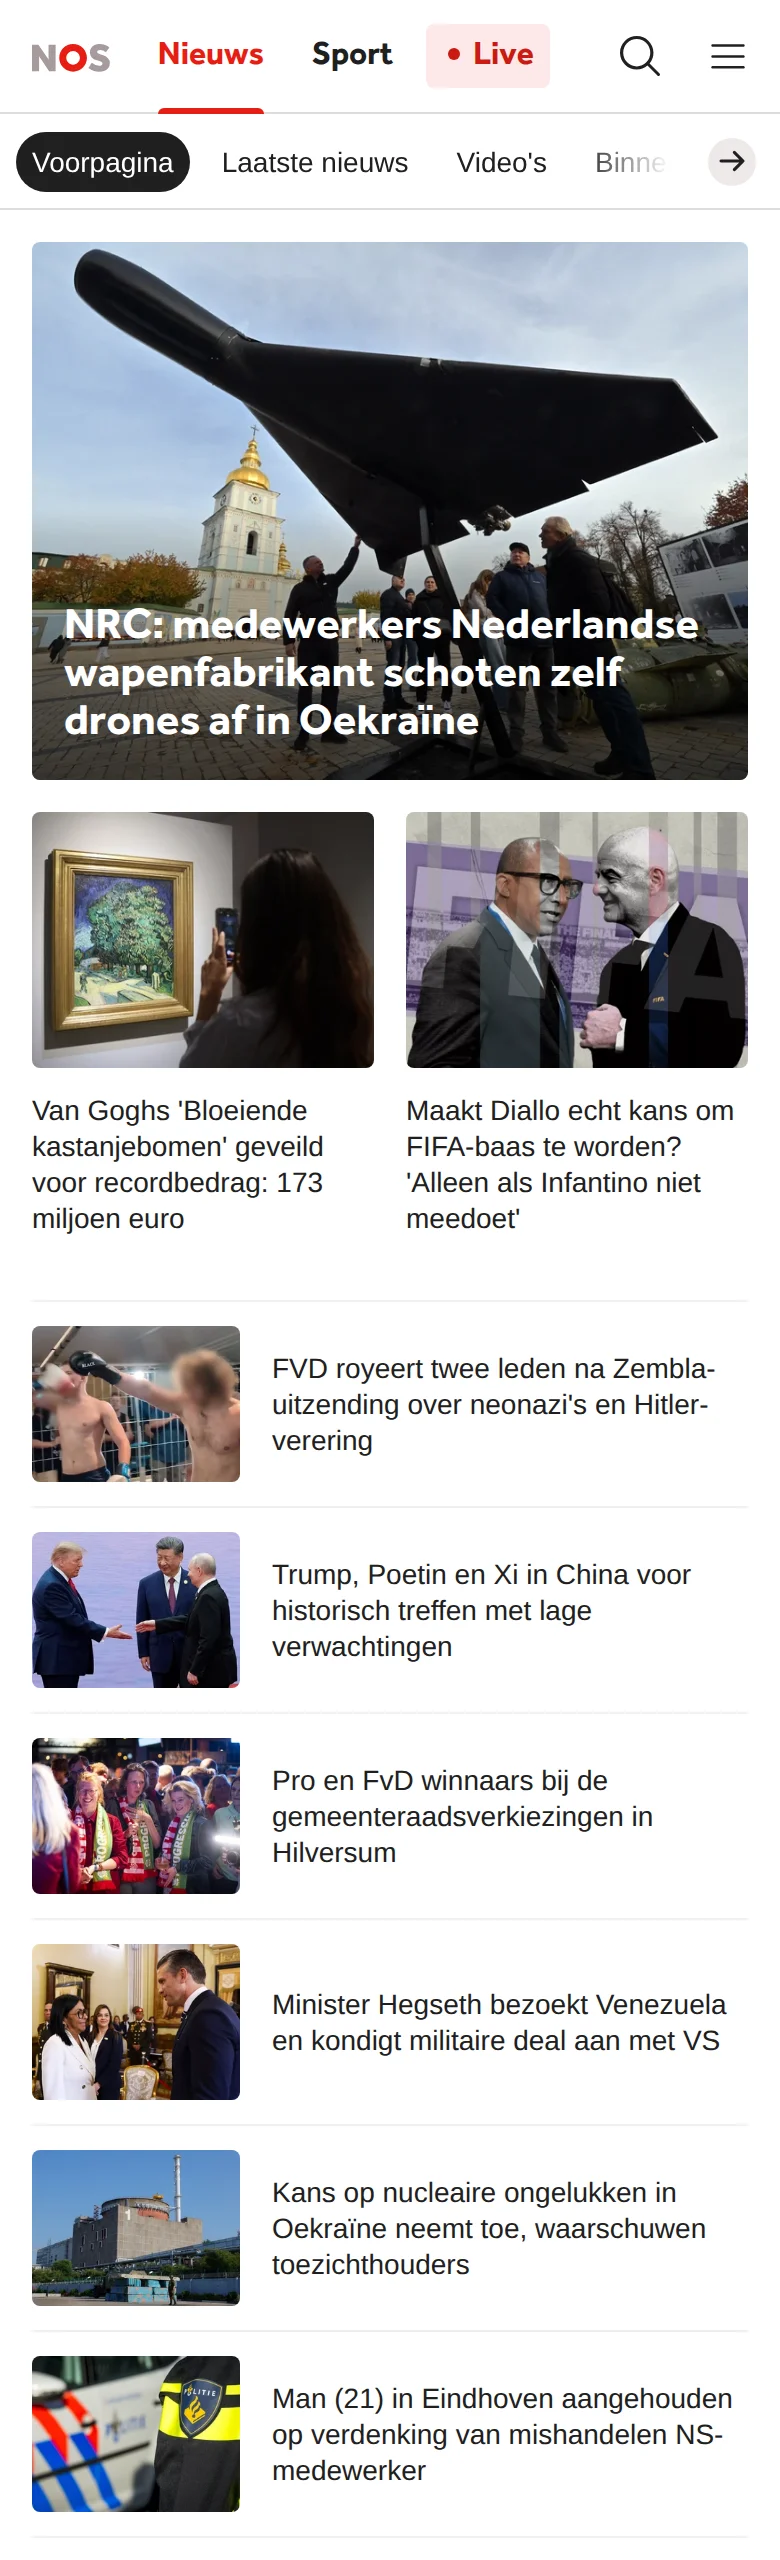 NOS
Nieuws
Sport
Live
Voorpagina
Laatste nieuws
Video's
Binne
NRC: medewerkers Nederlandse
wapenfabrikant schoten zelf
drones af in Oekraïne
Van Goghs 'Bloeiende
kastanjebomen' geveild
voor recordbedrag: 173
miljoen euro
Maakt Diallo echt kans om
FIFA-baas te worden?
'Alleen als Infantino niet
meedoet'
FVD royeert twee leden na Zembla-
uitzending over neonazi's en Hitler-
verering
Trump, Poetin en Xi in China voor
historisch treffen met lage
verwachtingen
Pro en FvD winnaars bij de
gemeenteraadsverkiezingen in
Hilversum
Minister Hegseth bezoekt Venezuela
en kondigt militaire deal aan met VS
1
Kans op nucleaire ongelukken in
Oekraïne neemt toe, waarschuwen
toezichthouders
POLITIE
Man (21) in Eindhoven aangehouden
op verdenking van mishandelen NS-
medewerker